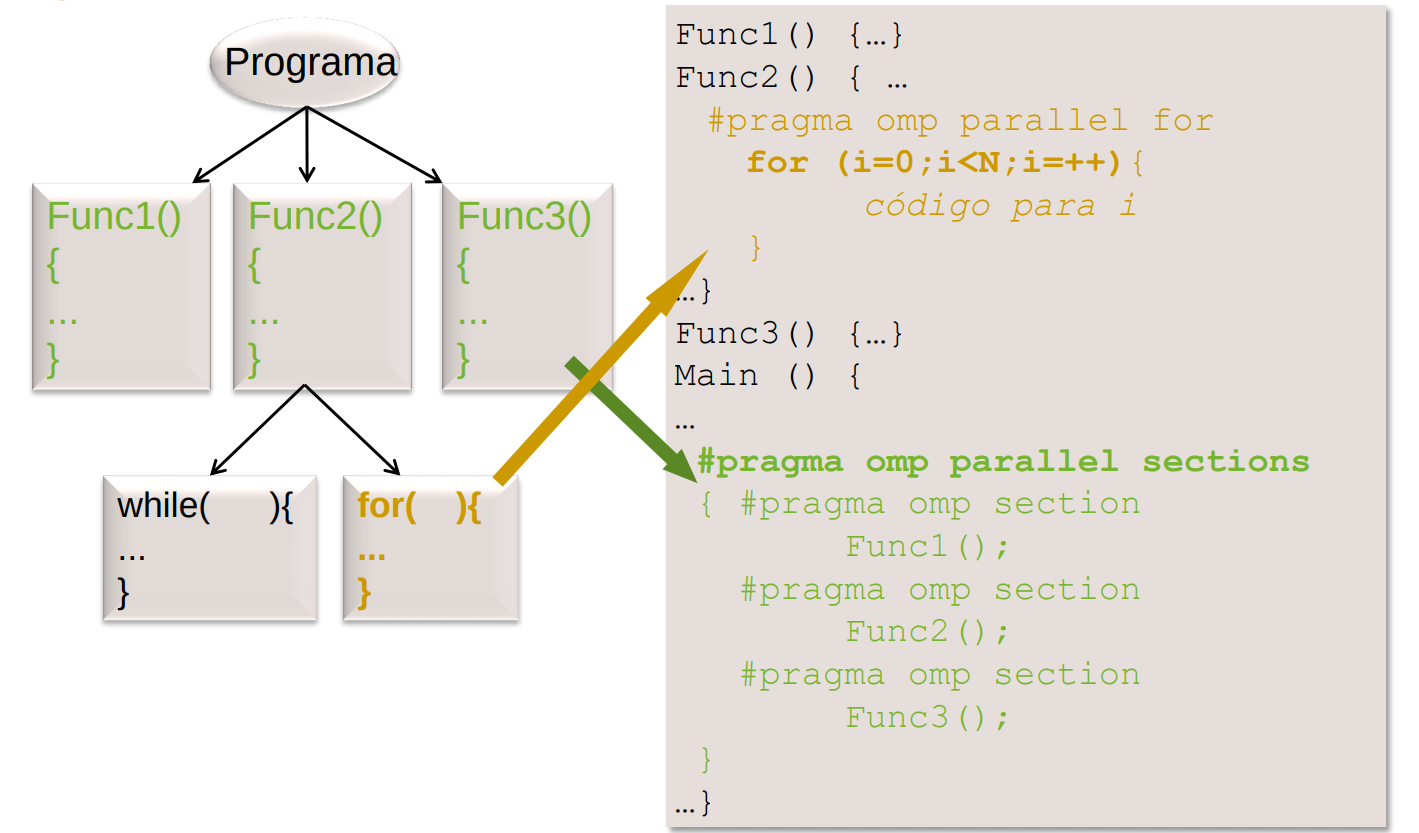 Programa
Func1()
{
...
}
Func2()
{
...
}
Func3()
{
...
}
while( ){
...
}
for( ){
...
}
Func1() {…}
Func2() { …
#pragma omp parallel for
for (i=0;i<N;i=++){
código para i
}
…}
Func3() {…}
Main () {
…
#pragma omp parallel sections
{ #pragma omp section
Func1();
#pragma omp section
Func2();
#pragma omp section
Func3();
}
…}